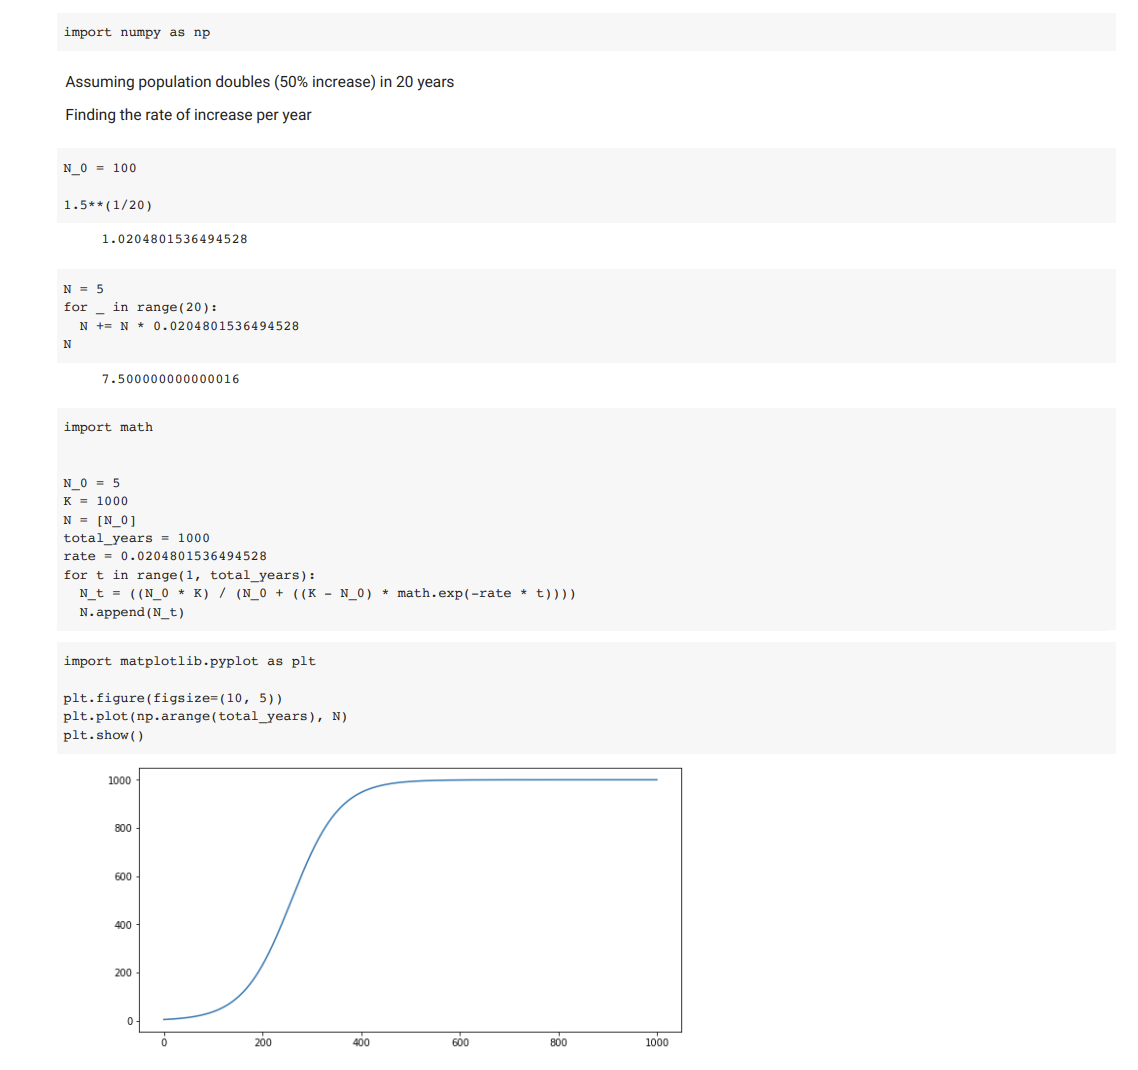 import numpy as np
Assuming population doubles (50% increase) in 20 years
Finding the rate of increase per year
N_0 = 100
1.5**(1/20)
1.0204801536494528
N = 5
for _ in range(20):
  N += N * 0.0204801536494528
N
7.500000000000016
import math
N_0 = 5
K = 1000
N = [N_0]
total_years = 1000
rate = 0.0204801536494528
for t in range(1, total_years):
  N_t = ((N_0 * K) / (N_0 + ((K - N_0) * math.exp(-rate * t))))
  N.append(N_t)
import matplotlib.pyplot as plt
plt.figure(figsize=(10, 5))
plt.plot(np.arange(total_years), N)
plt.show()
1000
800
600
400
200
0
0 200 400 600 800 1000